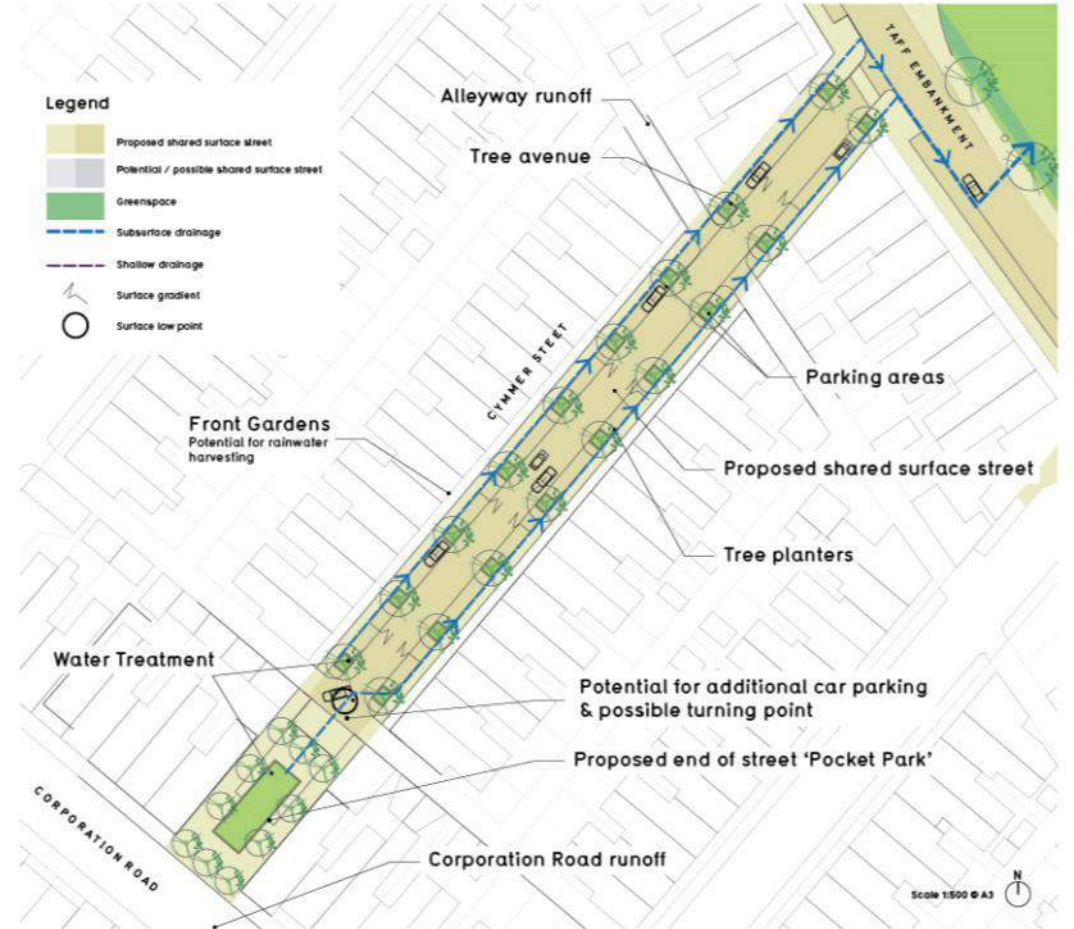 Legend
Proposed shared surface street
Potential / possible shared surface street
Greenspace
Subsurface drainage
Shallow drainage
Surface gradient
Surface low point
Alleyway runoff
Tree avenue
TAFF EMBANKMENT
CYMMER STEET
Parking areas
Front Gardens
Potential for rainwater
harvesting
Proposed shared surface street
Tree planters
Water Treatment
Potential for additional car parking
& possible turning point
Proposed end of street 'Pocket Park'
CORPORATION ROAD
Corporation Road runoff
Scale 1:500 @ A3
N